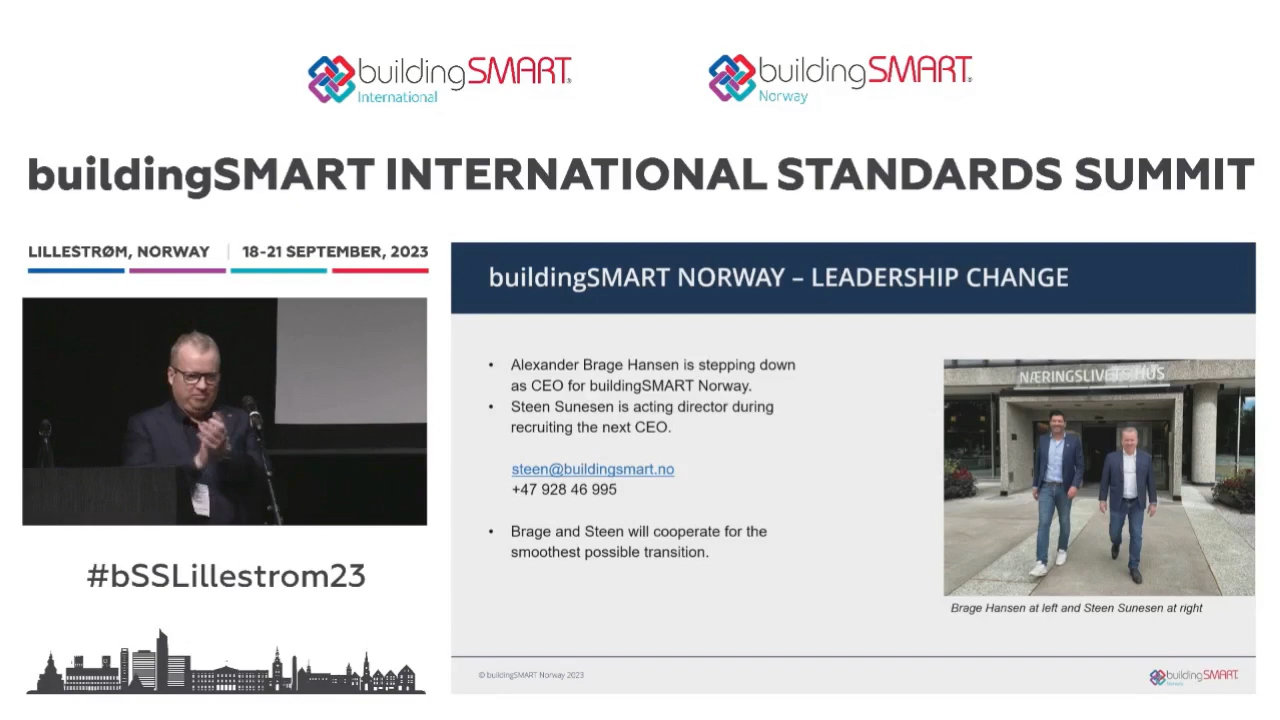 buildingSMART®
International
buildingSMART®
Norway
buildingSMART INTERNATIONAL STANDARDS SUMMIT
LILLESTRØM, NORWAY | 18-21 SEPTEMBER, 2023
buildingSMART NORWAY – LEADERSHIP CHANGE
• Alexander Brage Hansen is stepping down
as CEO for buildingSMART Norway.
• Steen Sunesen is acting director during
recruiting the next CEO.
steen@buildingsmart.no
+47 928 46 995
• Brage and Steen will cooperate for the
smoothest possible transition.
NÆRINGSLIVETS HUS
Brage Hansen at left and Steen Sunesen at right
#bSSLillestrom23
© buildingSMART Norway 2023
buildingSMART
Norway